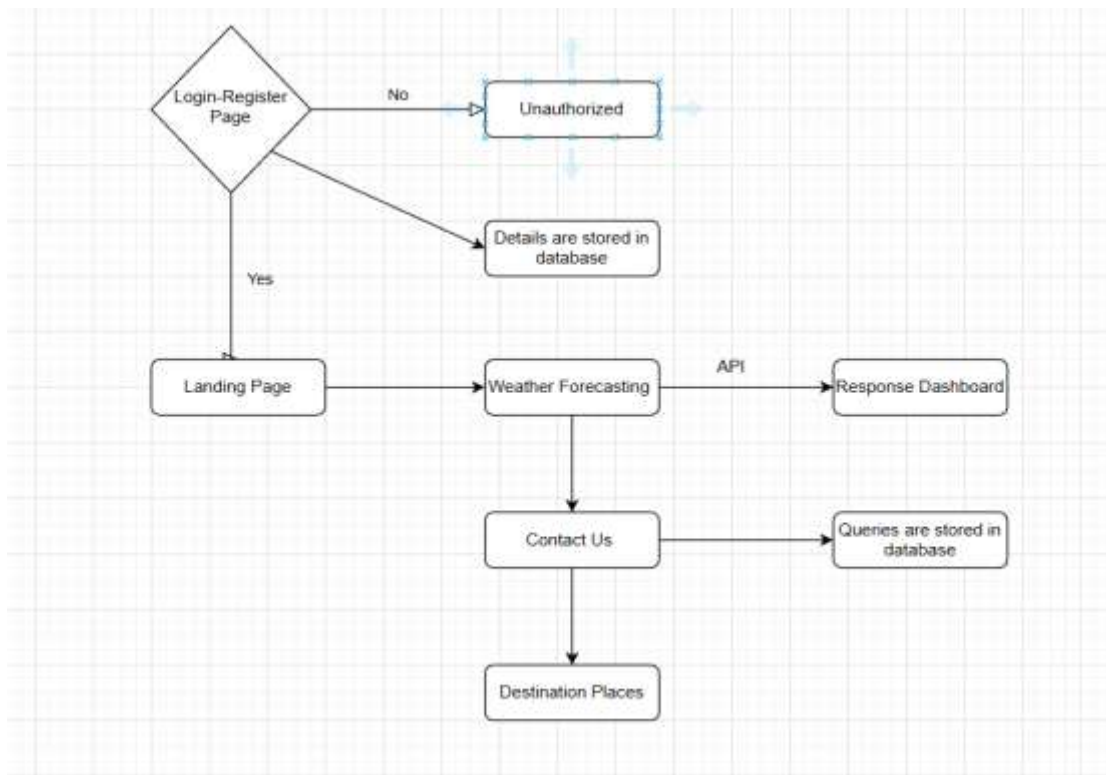 Login-Register
Page
No
Unauthorized
Details are stored in
database
Yes
Landing Page
Weather Forecasting
API
Response Dashboard
Contact Us
Queries are stored in
database
Destination Places